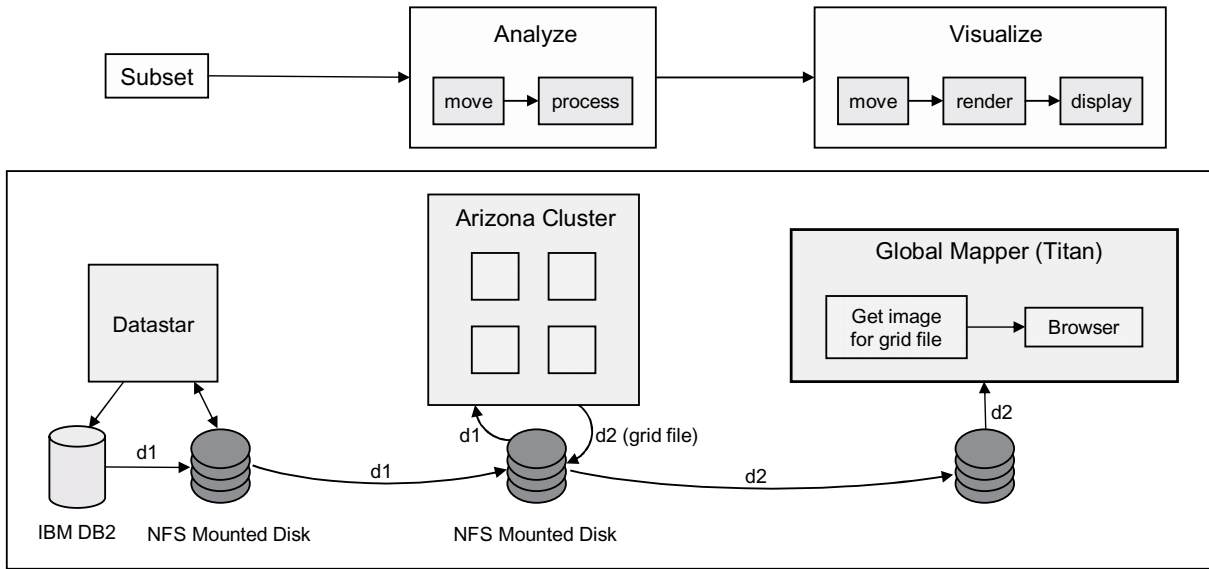 Subset
Analyze
move
process
Visualize
move
render
display
Datastar
Arizona Cluster
Global Mapper (Titan)
Get image
for grid file
Browser
d1
d1
d1
d2 (grid file)
d2
d2
IBM DB2
NFS Mounted Disk
NFS Mounted Disk